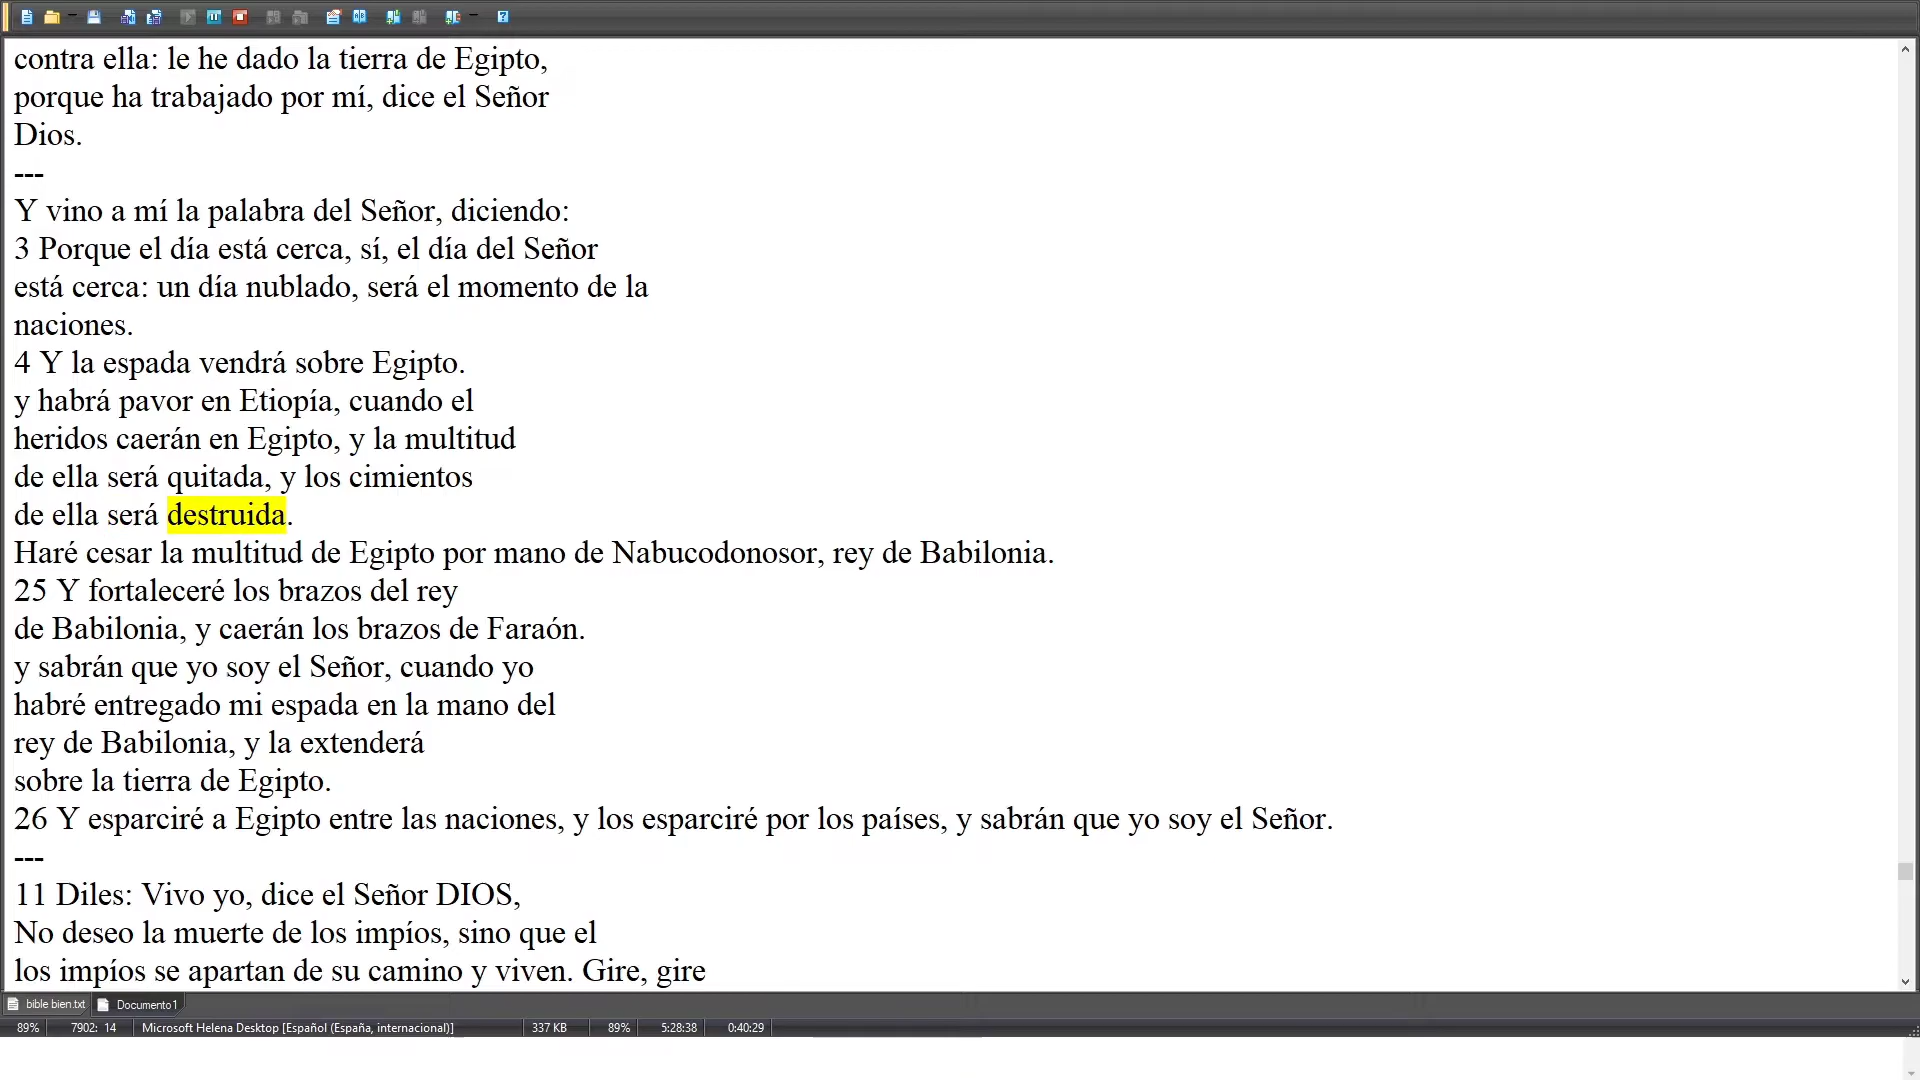 contra ella: le he dado la tierra de Egipto,
porque ha trabajado por mí, dice el Señor
Dios.
---
Y vino a mí la palabra del Señor, diciendo:
3 Porque el día está cerca, sí, el día del Señor
está cerca: un día nublado, será el momento de la
naciones.
4 Y la espada vendrá sobre Egipto.
y habrá pavor en Etiopía, cuando el
heridos caerán en Egipto, y la multitud
de ella será quitada, y los cimientos
de ella será destruida.
Haré cesar la multitud de Egipto por mano de Nabucodonosor, rey de Babilonia.
25 Y fortaleceré los brazos del rey
de Babilonia, y caerán los brazos de Faraón.
y sabrán que yo soy el Señor, cuando yo
habré entregado mi espada en la mano del
rey de Babilonia, y la extenderá
sobre la tierra de Egipto.
26 Y esparciré a Egipto entre las naciones, y los esparciré por los países, y sabrán que yo soy el Señor.
---
11 Diles: Vivo yo, dice el Señor DIOS,
No deseo la muerte de los impíos, sino que el
los impíos se apartan de su camino y viven. Gire, gire
bible bien.txt Documento1
89% 7902: 14 Microsoft Helena Desktop [Español (España, internacional)] 337 KB 89% 5:28:38 0:40:29